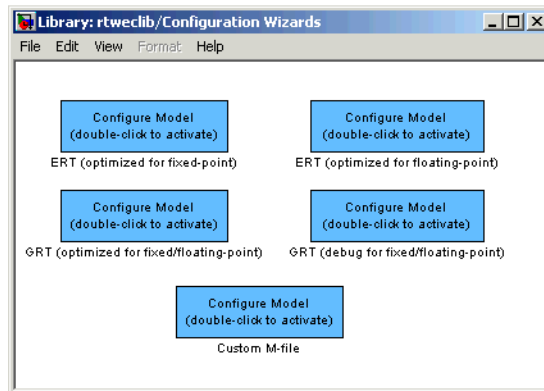 Library: rtweclib/Configuration Wizards
File Edit View Format Help
Configure Model
(double-click to activate)
ERT (optimized for fixed-point)
Configure Model
(double-click to activate)
ERT (optimized for floating-point)
Configure Model
(double-click to activate)
GRT (optimized for fixed/floating-point)
Configure Model
(double-click to activate)
GRT (debug for fixed/floating-point)
Configure Model
(double-click to activate)
Custom M-file